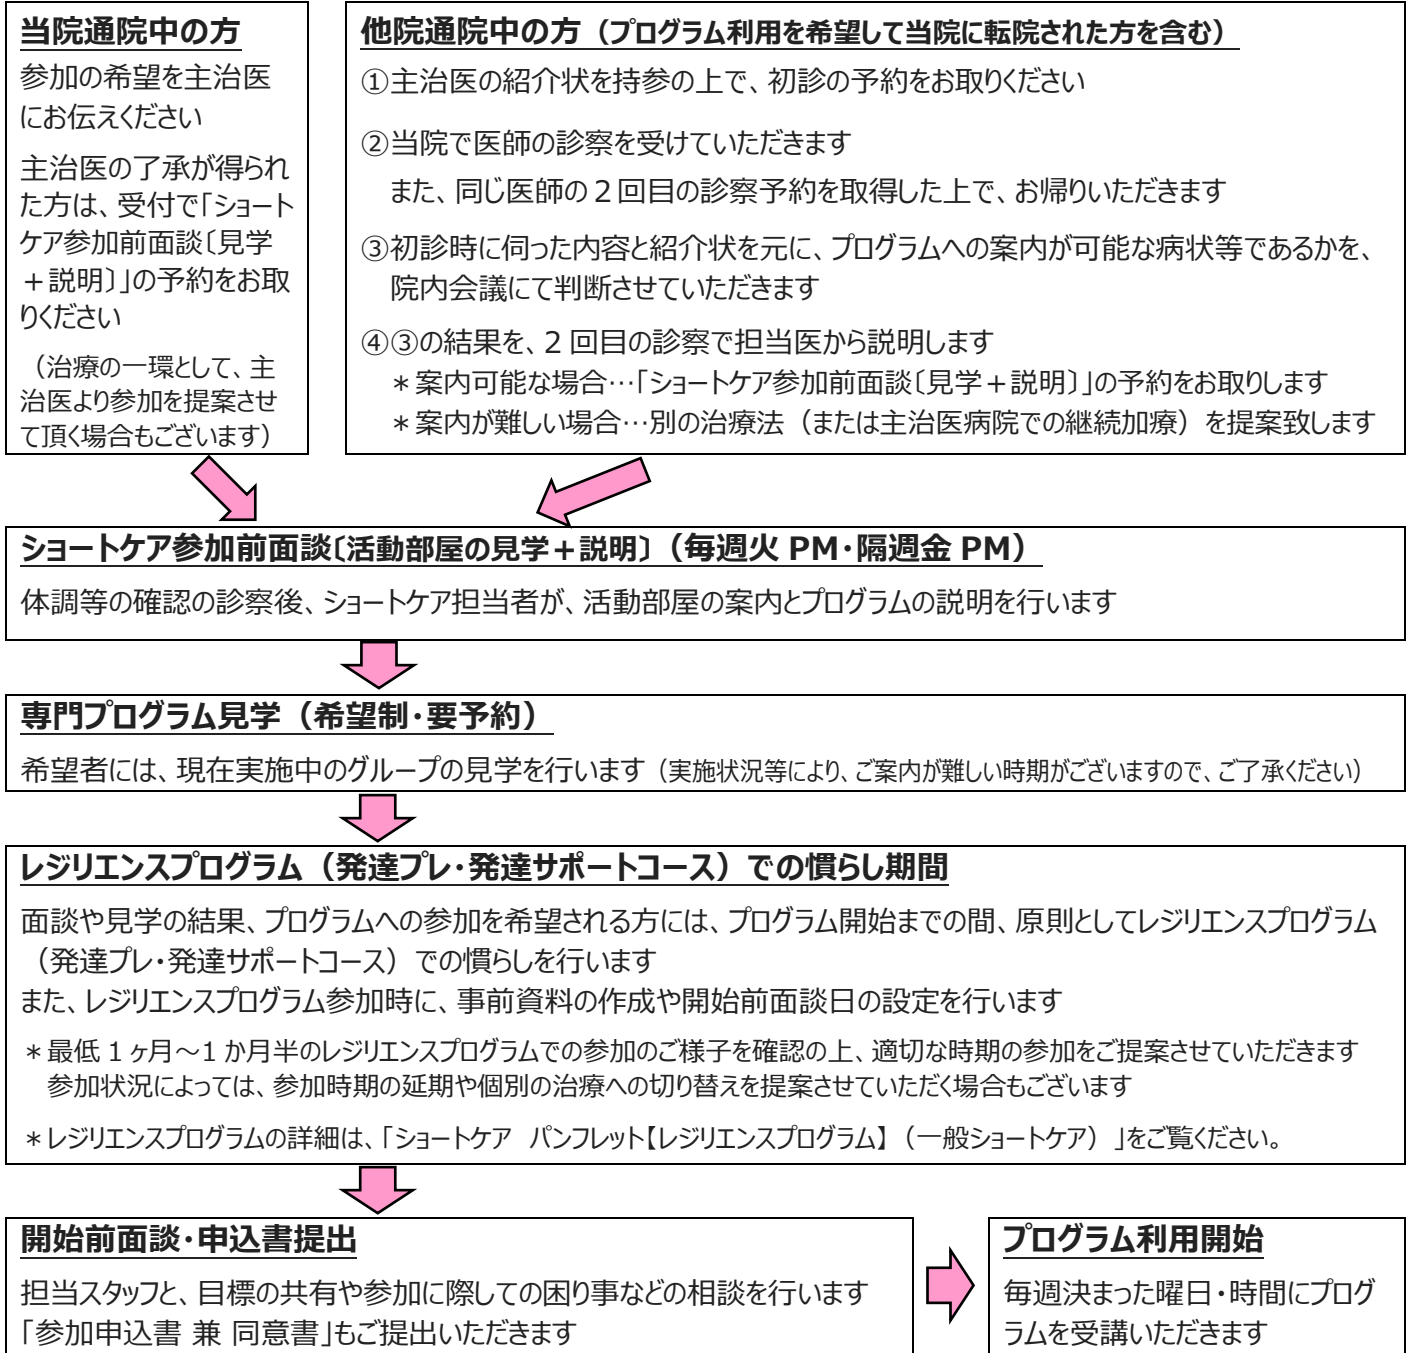 当院通院中の方
参加の希望を主治医
にお伝えください
主治医の了承が得られ
た方は、受付で「ショート
ケア参加前面談〔見学
＋説明〕」の予約をお取
りください
（治療の一環として、主
治医より参加を提案させ
て頂く場合もございます）
他院通院中の方（プログラム利用を希望して当院に転院された方を含む）
①主治医の紹介状を持参の上で、初診の予約をお取りください
②当院で医師の診察を受けていただきます
また、同じ医師の２回目の診察予約を取得した上で、お帰りいただきます
③初診時に伺った内容と紹介状を元に、プログラムへの案内が可能な病状等であるかを、
院内会議にて判断させていただきます
④③の結果を、2 回目の診察で担当医から説明します
＊案内可能な場合…「ショートケア参加前面談〔見学＋説明〕」の予約をお取りします
＊案内が難しい場合…別の治療法（または主治医病院での継続加療）を提案致します
ショートケア参加前面談〔活動部屋の見学＋説明〕（毎週火 PM・隔週金 PM）
体調等の確認の診察後、ショートケア担当者が、活動部屋の案内とプログラムの説明を行います
専門プログラム見学（希望制・要予約）
希望者には、現在実施中のグループの見学を行います（実施状況等により、ご案内が難しい時期がございますので、ご了承ください）
レジリエンスプログラム（発達プレ・発達サポートコース）での慣らし期間
面談や見学の結果、プログラムへの参加を希望される方には、プログラム開始までの間、原則としてレジリエンスプログラム
（発達プレ・発達サポートコース）での慣らしを行います
また、レジリエンスプログラム参加時に、事前資料の作成や開始前面談日の設定を行います
＊最低 1 ヶ月～1 か月半のレジリエンスプログラムでの参加のご様子を確認の上、適切な時期の参加をご提案させていただきます
参加状況によっては、参加時期の延期や個別の治療への切り替えを提案させていただく場合もございます
＊レジリエンスプログラムの詳細は、「ショートケア　パンフレット【レジリエンスプログラム】（一般ショートケア）」をご覧ください。
開始前面談・申込書提出
担当スタッフと、目標の共有や参加に際しての困り事などの相談を行います
「参加申込書 兼 同意書」もご提出いただきます
プログラム利用開始
毎週決まった曜日・時間にプログ
ラムを受講いただきます